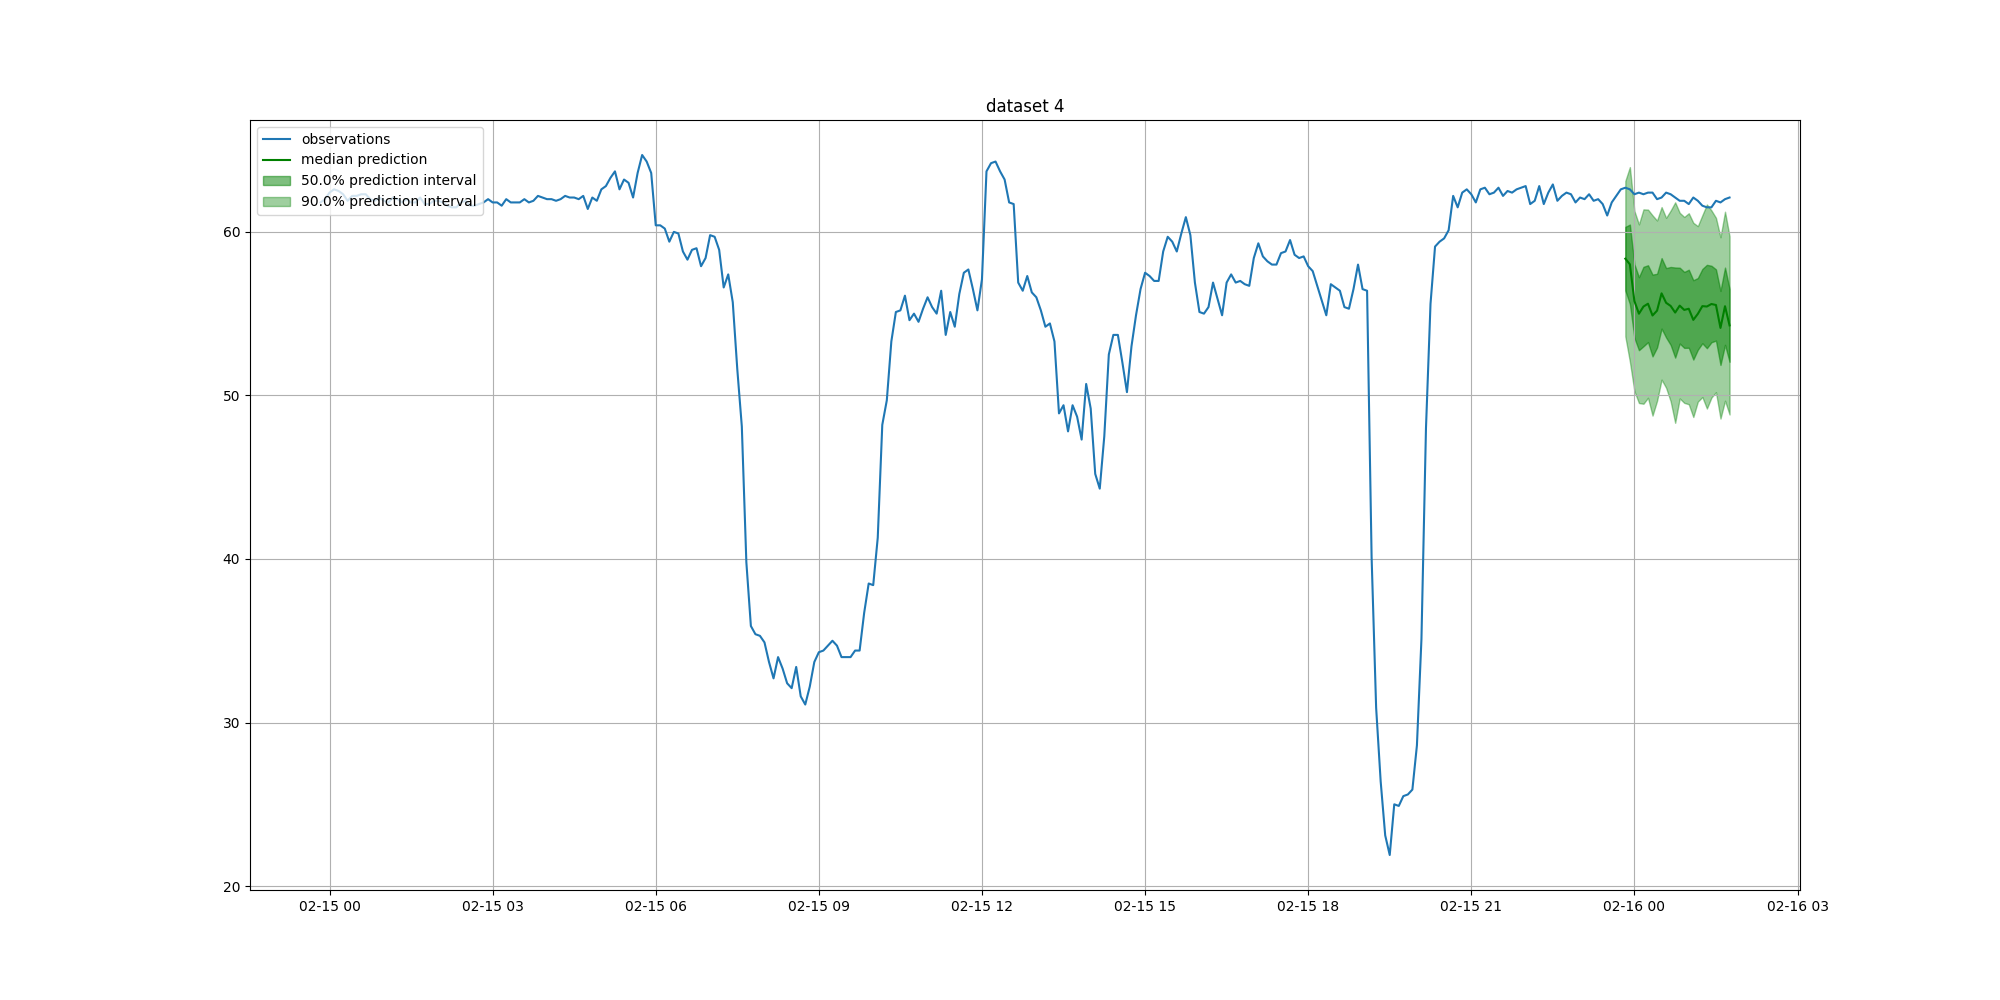 dataset 4
observations
median prediction
50.0% prediction interval
90.0% prediction interval
60
50
40
30
20
02-15 00 02-15 03 02-15 06 02-15 09 02-15 12 02-15 15 02-15 18 02-15 21 02-16 00 02-16 03